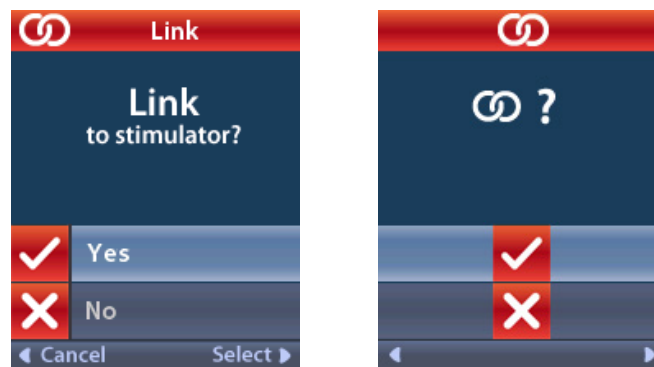 Link
Link
to stimulator?
Yes
No
Cancel Select
?